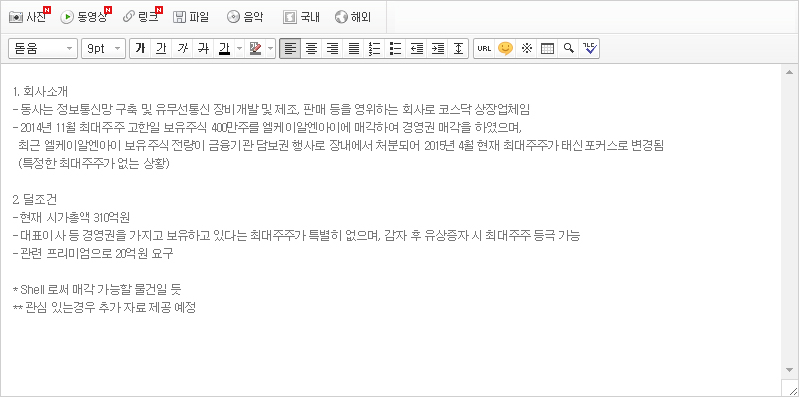 사진 동영상 링크 파일 음악 국내 해외
돋움 9pt 가 가 가 가 가 가 URL
1. 회사소개
- 동사는 정보통신망 구축 및 유무선통신 장비개발 및 제조, 판매 등을 영위하는 회사로 코스닥 상장업체임
- 2014년 11월 최대주주 고한일 보유주식 400만주를 엘케이알엔아이에 매각하여 경영권 매각을 하였으며,
최근 엘케이알엔아이 보유주식 전량이 금융기관 담보권 행사로 장내에서 처분되어 2015년 4월 현재 최대주주가 태신포커스로 변경됨
(특정한 최대주주가 없는 상황)
2. 딜조건
- 현재 시가총액 310억원
- 대표이사 등 경영권을 가지고 보유하고 있다는 최대주주가 특별히 없으며, 감자 후 유상증자 시 최대주주 등극 가능
- 관련 프리미엄으로 20억원 요구
* Shell 로써 매각 가능할 물건일 듯
** 관심 있는경우 추가 자료 제공 예정